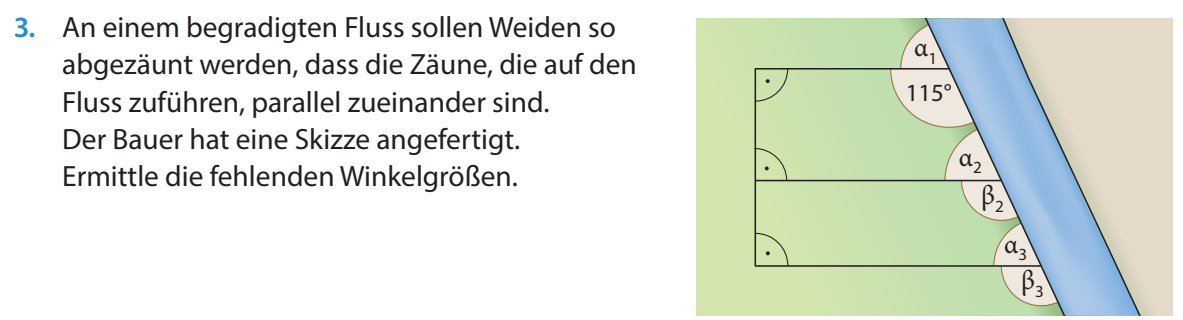 3. An einem begradigten Fluss sollen Weiden so
abgezäunt werden, dass die Zäune, die auf den
Fluss zuführen, parallel zueinander sind.
Der Bauer hat eine Skizze angefertigt.
Ermittle die fehlenden Winkelgrößen.
α₁
115°
α₂
β₂
α₃
β₃